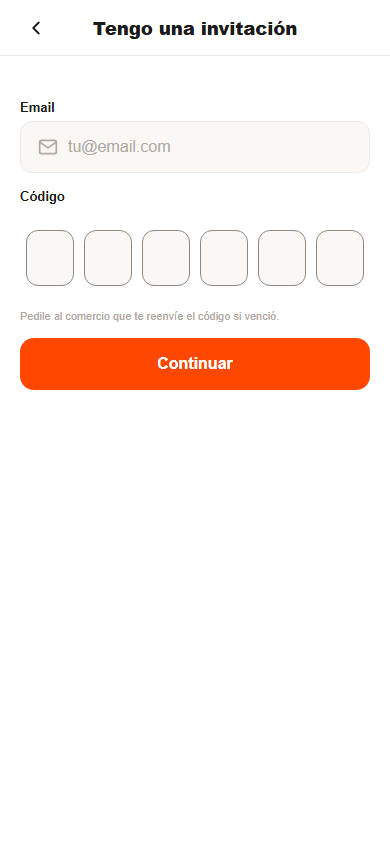 Tengo una invitación
Email
tu@email.com
Código
Pedile al comercio que te reenvíe el código si venció.
Continuar